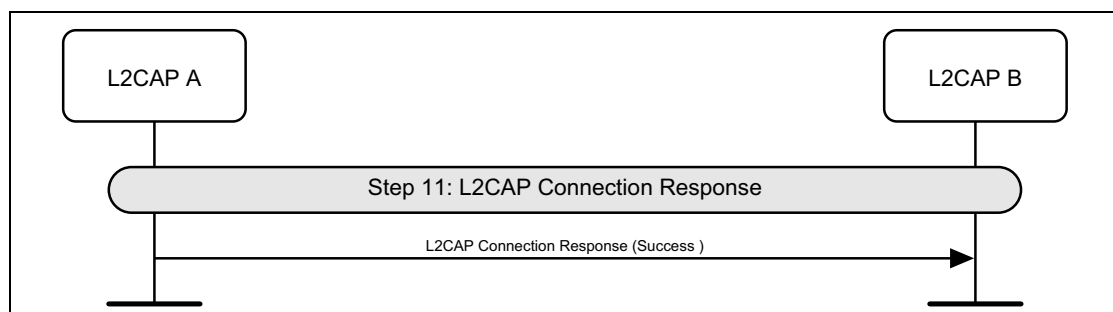 L2CAP A
L2CAP B
Step 11: L2CAP Connection Response
L2CAP Connection Response (Success )